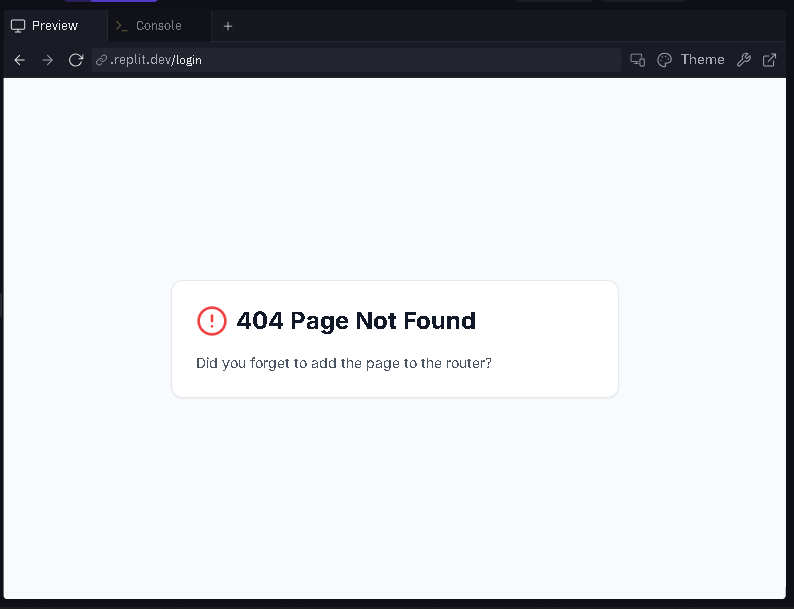 Preview
>_ Console
+
.replit.dev/login
Theme
404 Page Not Found
Did you forget to add the page to the router?